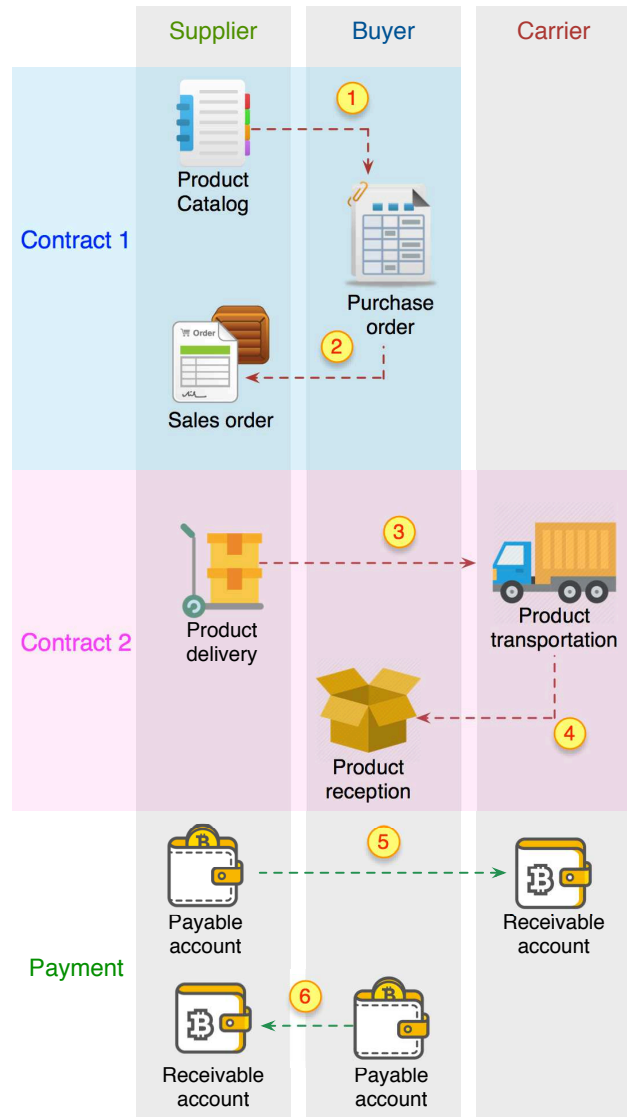 Supplier
Buyer
Carrier
1
Product
Catalog
Contract 1
Purchase
order
2
Order
Sales order
3
Product
delivery
Product
transportation
Contract 2
4
Product
reception
5
Payable
account
Receivable
account
Payment
6
Receivable
account
Payable
account